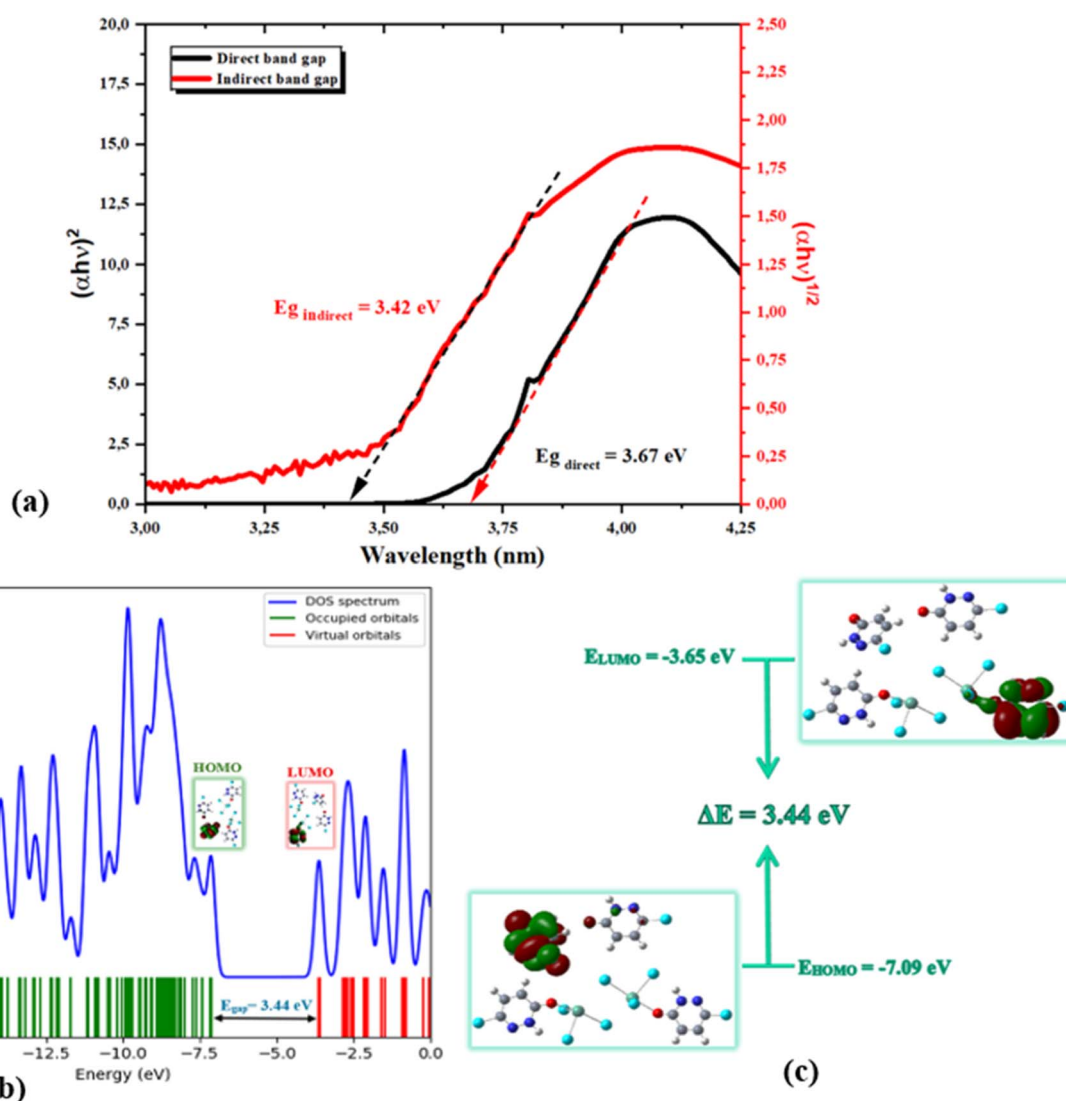 20,0
17,5
15,0
12,5
10,0
7,5
5,0
2,5
0,0
(αhν)²
Direct band gap
Indirect band gap
Eg indirect = 3.42 eV
Eg direct = 3.67 eV
2,50
2,25
2,00
1,75
1,50
1,25
1,00
0,75
0,50
0,25
0,00
(αhν)^1/2
3,00 3,25 3,50 3,75 4,00 4,25
Wavelength (nm)
(a)
DOS spectrum
Occupied orbitals
Virtual orbitals
HOMO LUMO
Egap= 3.44 eV
−12.5 −10.0 −7.5 −5.0 −2.5 0.0
Energy (eV)
b)
ELUMO = -3.65 eV
ΔE = 3.44 eV
EHOMO = -7.09 eV
(c)